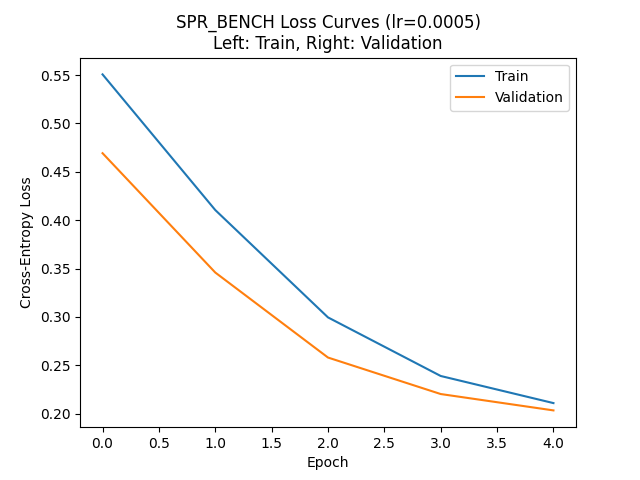 SPR_BENCH Loss Curves (lr=0.0005)
Left: Train, Right: Validation
Train
Validation
Cross-Entropy Loss
0.55
0.50
0.45
0.40
0.35
0.30
0.25
0.20
0.0 0.5 1.0 1.5 2.0 2.5 3.0 3.5 4.0
Epoch